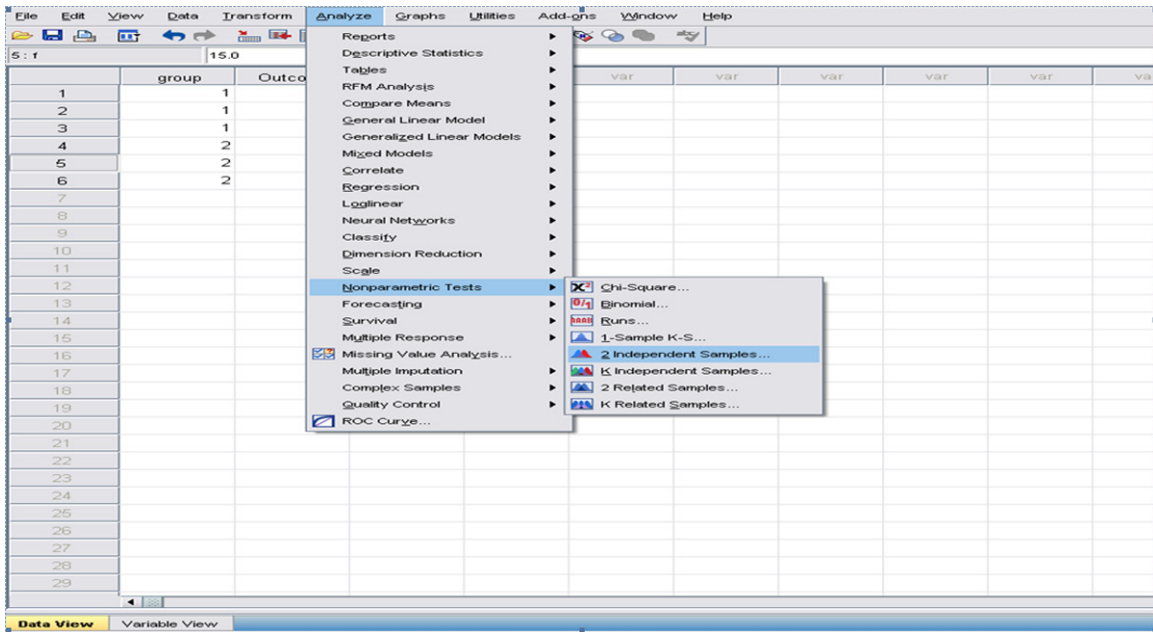 File Edit View Data Transform Analyze Graphs Utilities Add-ons Window Help
5 : f 15.0
group Outco var var var var var va
1 1
2 1
3 1
4 2
5 2
6 2
7
8
9
10
11
12
13
14
15
16
17
18
19
20
21
22
23
24
25
26
27
28
29
Reports
Descriptive Statistics
Tables
RFM Analysis
Compare Means
General Linear Model
Generalized Linear Models
Mixed Models
Correlate
Regression
Loglinear
Neural Networks
Classify
Dimension Reduction
Scale
Nonparametric Tests
Forecasting
Survival
Multiple Response
Missing Value Analysis...
Multiple Imputation
Complex Samples
Quality Control
ROC Curve...
Chi-Square...
Binomial...
Runs...
1-Sample K-S...
2 Independent Samples...
K Independent Samples...
2 Related Samples...
K Related Samples...
Data View Variable View